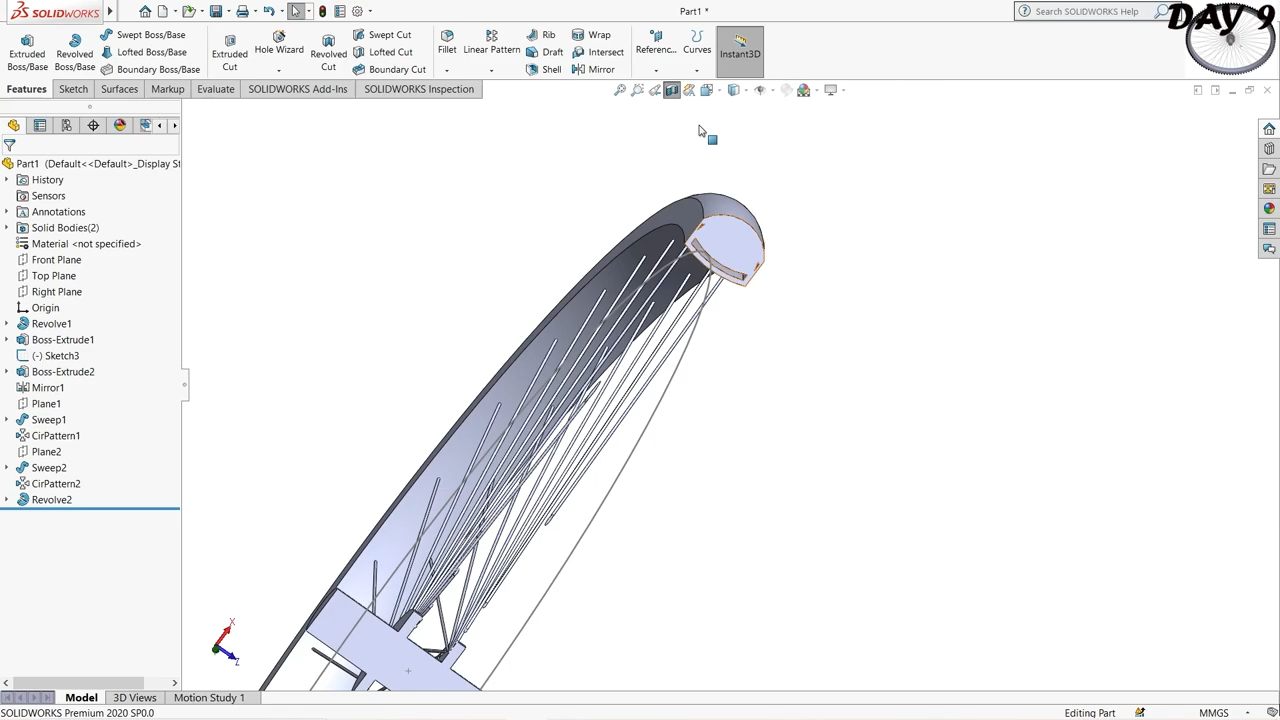 SOLIDWORKS
Part1 *
Search SOLIDWORKS Help
DAY 9
Extruded Boss/Base
Revolved Boss/Base
Swept Boss/Base
Lofted Boss/Base
Boundary Boss/Base
Extruded Cut
Hole Wizard
Revolved Cut
Swept Cut
Lofted Cut
Boundary Cut
Fillet
Linear Pattern
Rib
Draft
Shell
Wrap
Intersect
Mirror
Referenc...
Curves
Instant3D
Features
Sketch
Surfaces
Markup
Evaluate
SOLIDWORKS Add-Ins
SOLIDWORKS Inspection
Part1 (Default<<Default>_Display St
History
Sensors
Annotations
Solid Bodies(2)
Material <not specified>
Front Plane
Top Plane
Right Plane
Origin
Revolve1
Boss-Extrude1
(-) Sketch3
Boss-Extrude2
Mirror1
Plane1
Sweep1
CirPattern1
Plane2
Sweep2
CirPattern2
Revolve2
X
Z
Model
3D Views
Motion Study 1
SOLIDWORKS Premium 2020 SP0.0
Editing Part
MMGS